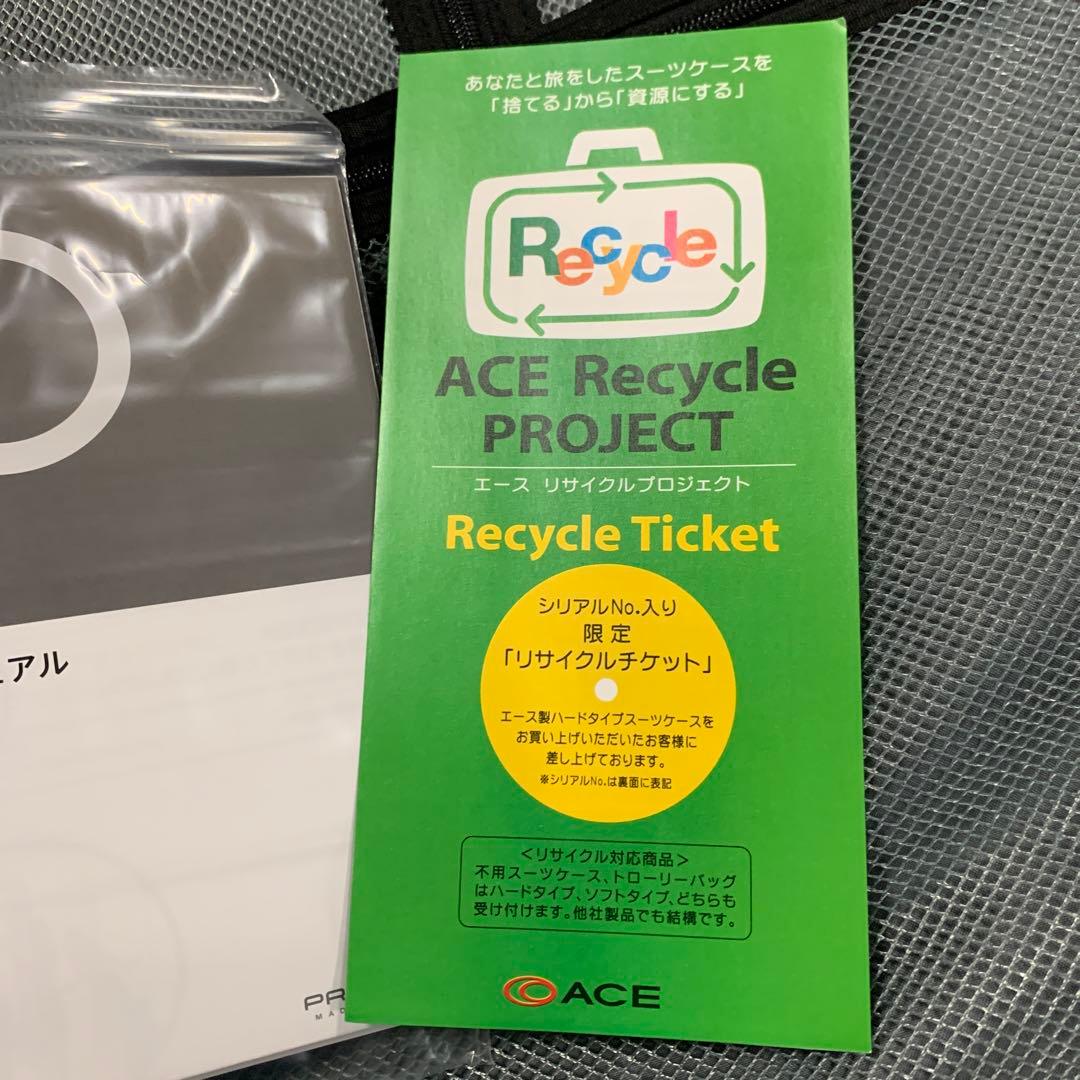 あなたと旅をしたスーツケースを
「捨てる」から「資源にする」
Recycle
ACE Recycle
PROJECT
エース リサイクルプロジェクト
Recycle Ticket
シリアルNo.入り
限定
「リサイクルチケット」
エース製ハードタイプスーツケースを
お買い上げいただいたお客様に
差し上げております。
※シリアルNo.は裏面に表記
<リサイクル対応商品>
不用スーツケース、トローリーバッグ
はハードタイプ、ソフトタイプ、どちらも
受け付けます。他社製品でも結構です。
ACE
ュアル
PR
MAD